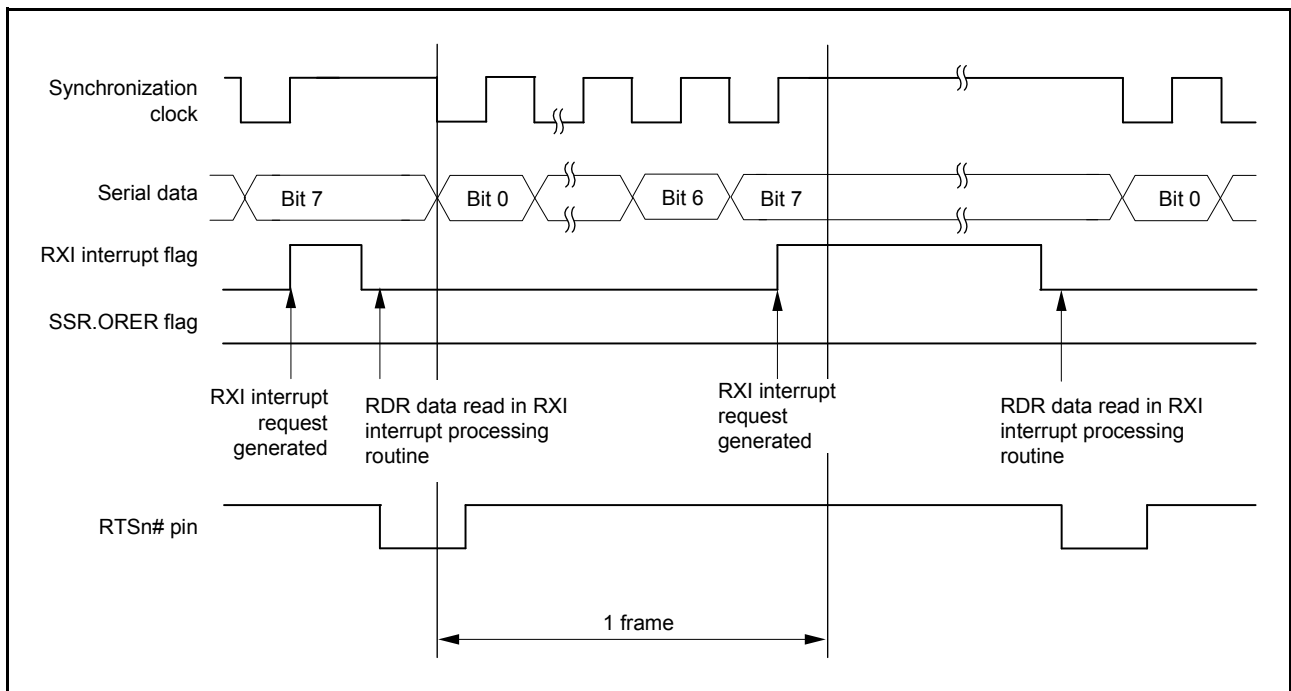 Synchronization
clock
Serial data
Bit 7
Bit 0
Bit 6
Bit 7
Bit 0
RXI interrupt flag
SSR.ORER flag
RXI interrupt
request
generated
RDR data read in RXI
interrupt processing
routine
RXI interrupt
request
generated
RDR data read in RXI
interrupt processing
routine
RTSn# pin
1 frame